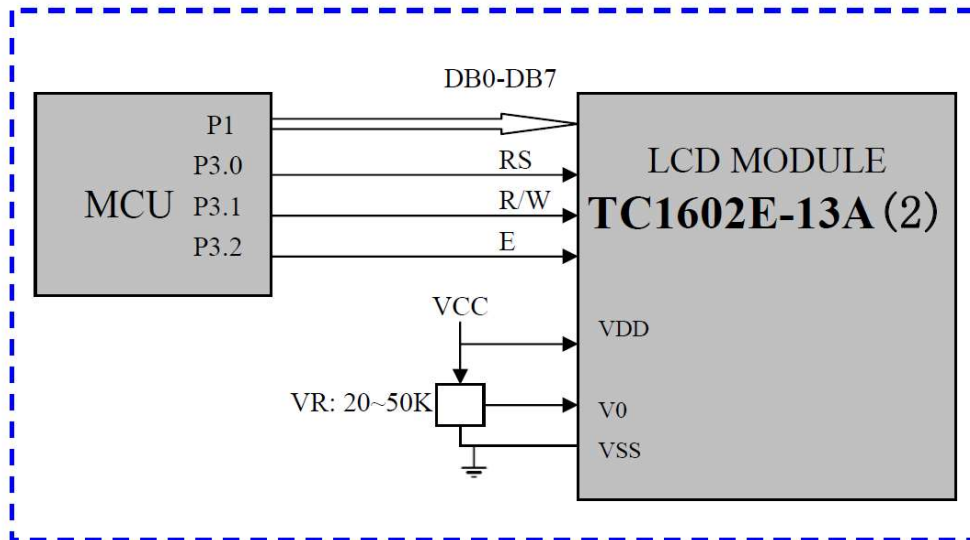 DB0-DB7
P1
P3.0
MCU P3.1
P3.2
RS
R/W
E
LCD MODULE
TC1602E-13A(2)
VCC
VDD
VR: 20~50K
V0
VSS